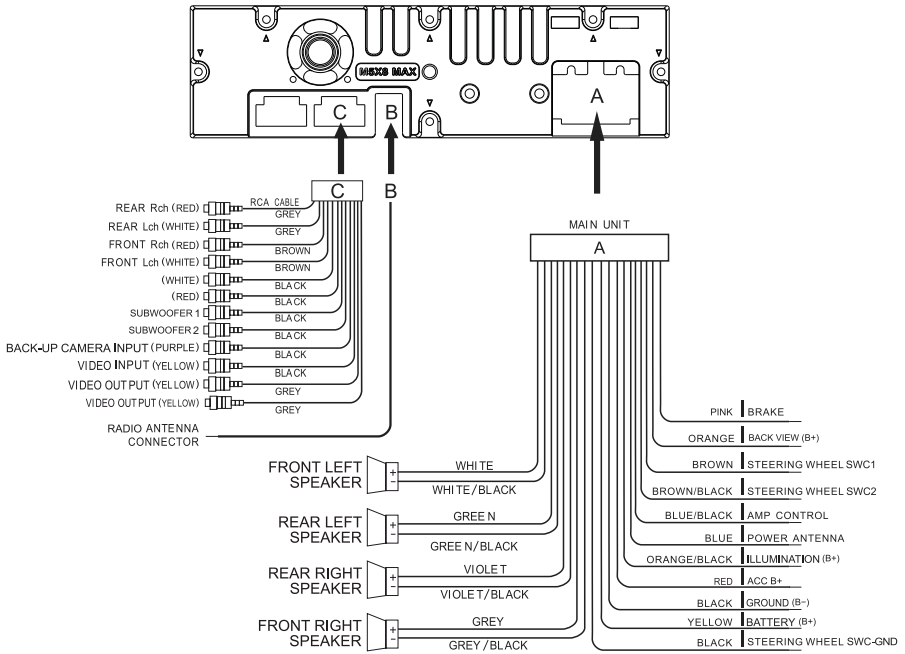 M5X8 MAX
C
B
A
C
B
RCA CABLE
REAR Rch (RED)
GREY
REAR Lch (WHITE)
GREY
FRONT Rch (RED)
BROWN
FRONT Lch (WHITE)
BROWN
(WHITE)
BLACK
(RED)
BLACK
SUBWOOFER 1
BLACK
SUBWOOFER 2
BLACK
BACK-UP CAMERA INPUT (PURPLE)
BLACK
VIDEO INPUT (YELLOW)
BLACK
VIDEO OUTPUT (YELLOW)
GREY
VIDEO OUTPUT (YELLOW)
GREY
RADIO ANTENNA
CONNECTOR
MAIN UNIT
A
FRONT LEFT
SPEAKER
+
−
WHITE
WHITE/BLACK
REAR LEFT
SPEAKER
+
−
GREEN
GREEN/BLACK
REAR RIGHT
SPEAKER
+
−
VIOLET
VIOLET/BLACK
FRONT RIGHT
SPEAKER
+
−
GREY
GREY/BLACK
PINK BRAKE
ORANGE BACK VIEW (B+)
BROWN STEERING WHEEL SWC1
BROWN/BLACK STEERING WHEEL SWC2
BLUE/BLACK AMP CONTROL
BLUE POWER ANTENNA
ORANGE/BLACK ILLUMINATION (B+)
RED ACC B+
BLACK GROUND (B−)
YELLOW BATTERY (B+)
BLACK STEERING WHEEL SWC-GND